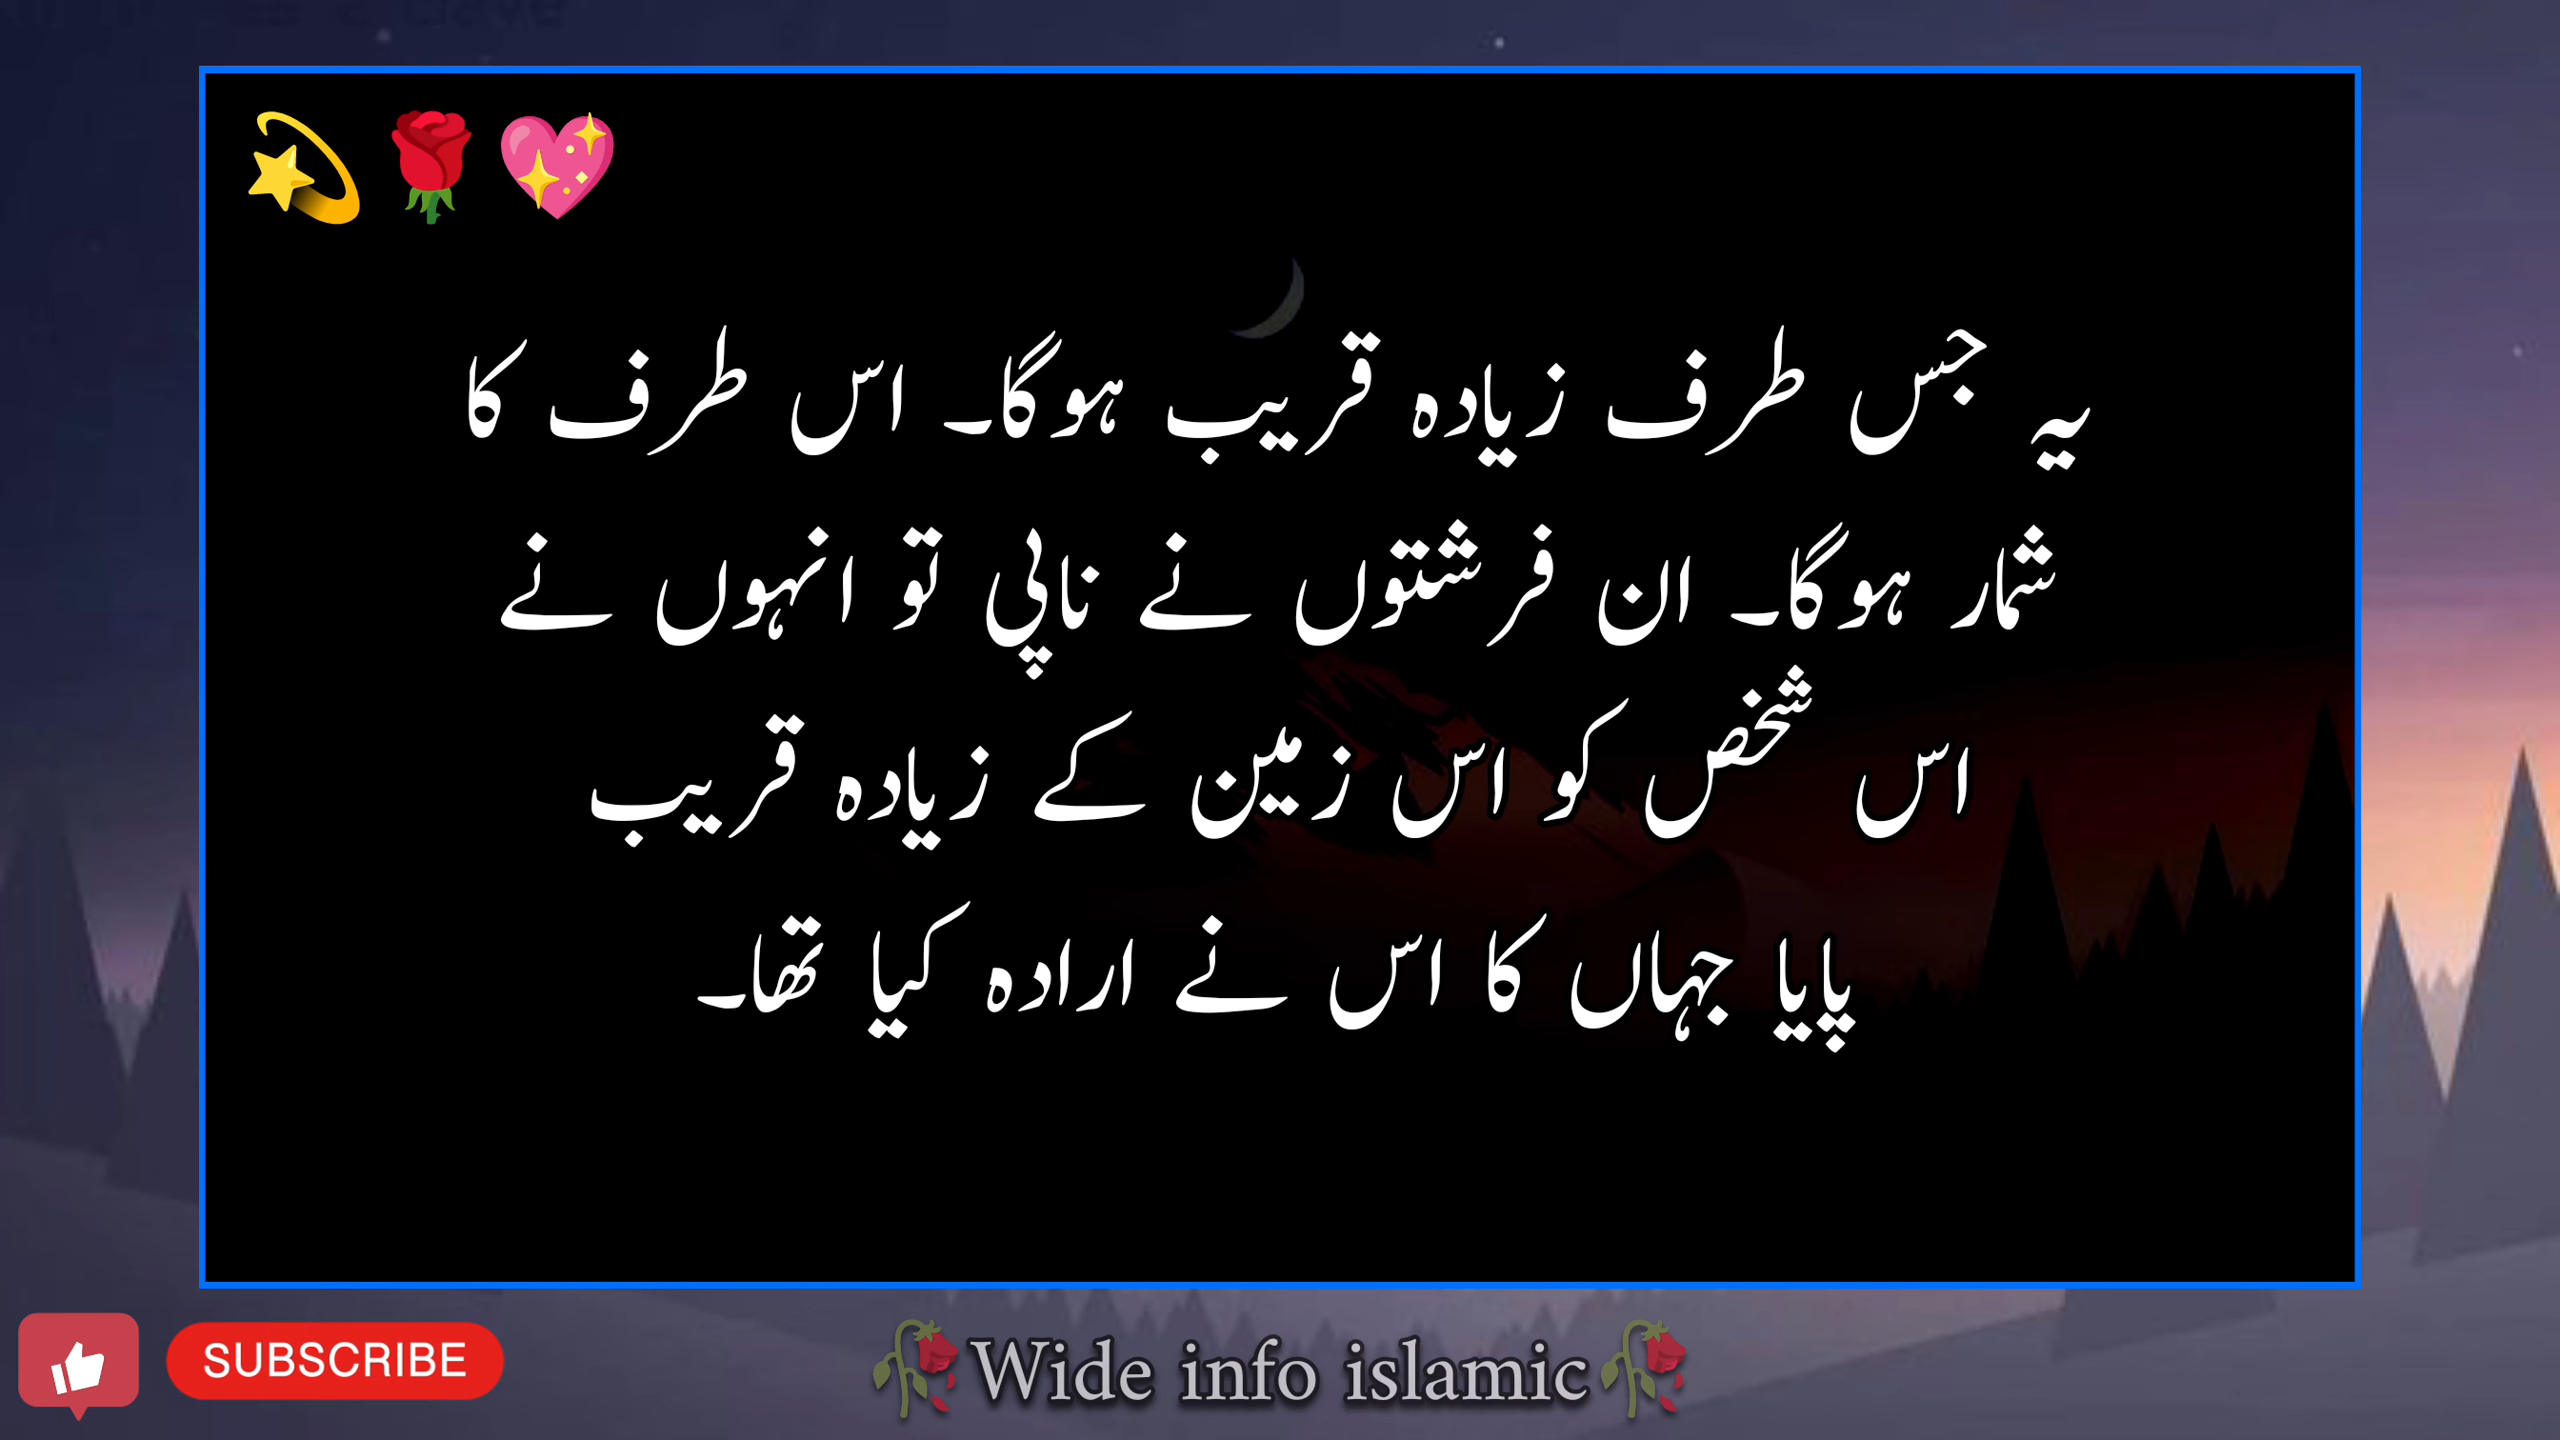 یہ جس طرف زیادہ قریب ہوگا۔ اس طرف کا
شمار ہوگا۔ ان فرشتوں نے ناپی تو انہوں نے
اس شخص کو اس زمین کے زیادہ قریب
پایا جہاں کا اس نے ارادہ کیا تھا۔
SUBSCRIBE
Wide info islamic